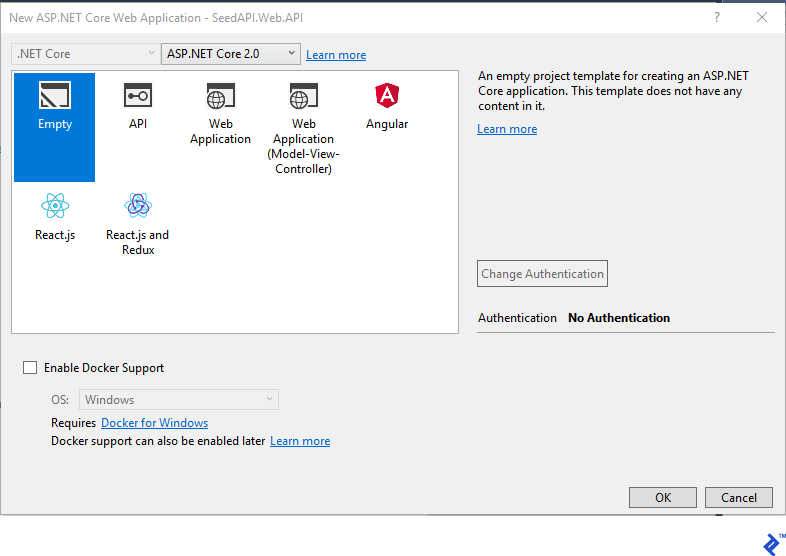 New ASP.NET Core Web Application - SeedAPI.Web.API
.NET Core
ASP.NET Core 2.0
Learn more
Empty
API
Web
Application
Web
Application
(Model-View-
Controller)
Angular
React.js
React.js and
Redux
An empty project template for creating an ASP.NET
Core application. This template does not have any
content in it.
Learn more
Change Authentication
Authentication No Authentication
Enable Docker Support
OS: Windows
Requires Docker for Windows
Docker support can also be enabled later Learn more
OK
Cancel
TM